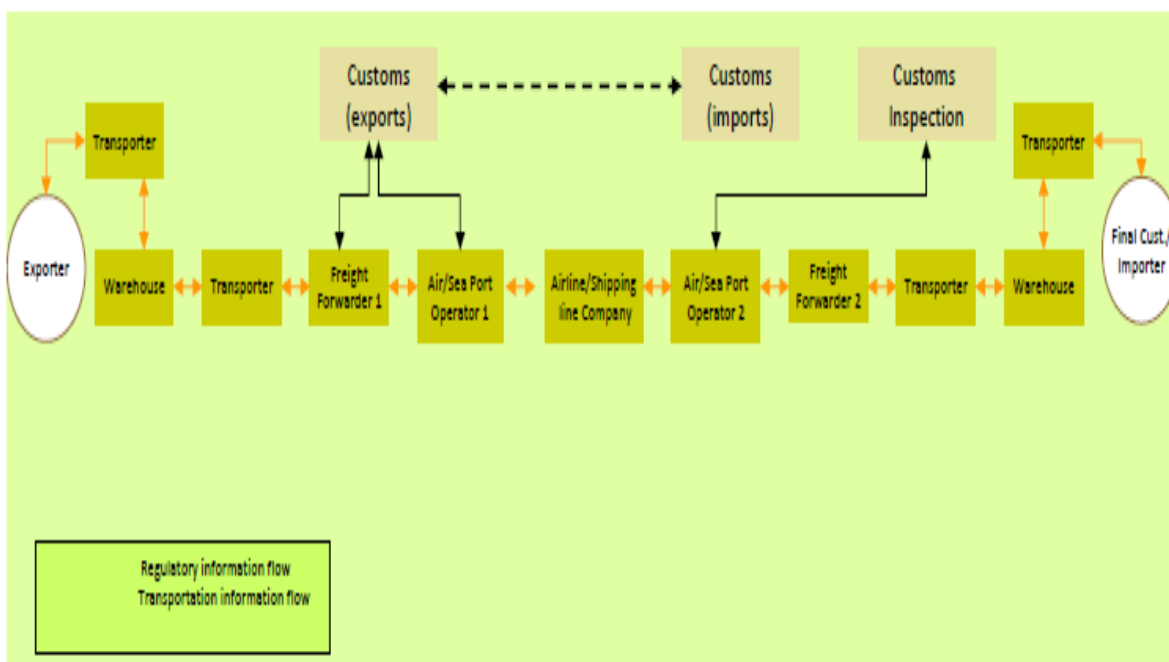 Customs
(exports)
Customs
(imports)
Customs
Inspection
Transporter
Transporter
Exporter
Warehouse
Transporter
Freight
Forwarder 1
Air/Sea Port
Operator 1
Airline/Shipping
line Company
Air/Sea Port
Operator 2
Freight
Forwarder 2
Transporter
Warehouse
Final Cust./
Importer
Regulatory information flow
Transportation information flow